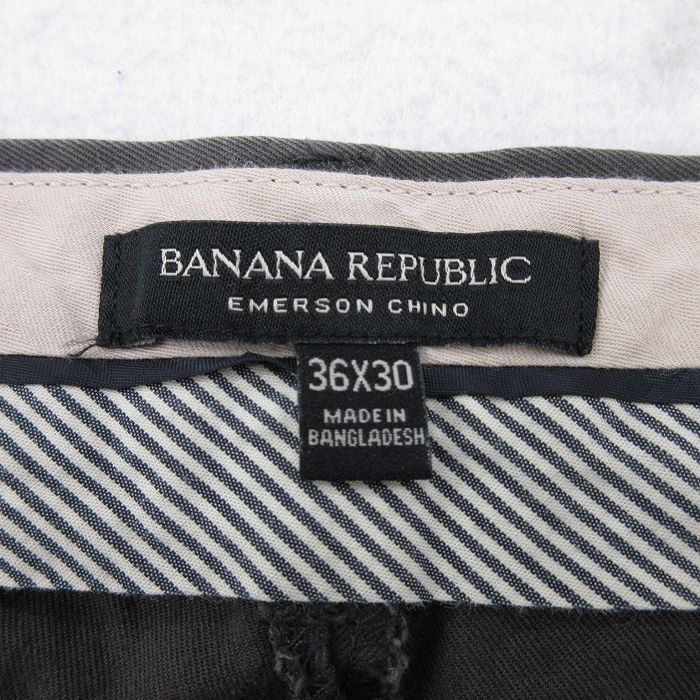 BANANA REPUBLIC
EMERSON CHINO
36X30
MADE IN
BANGLADESH